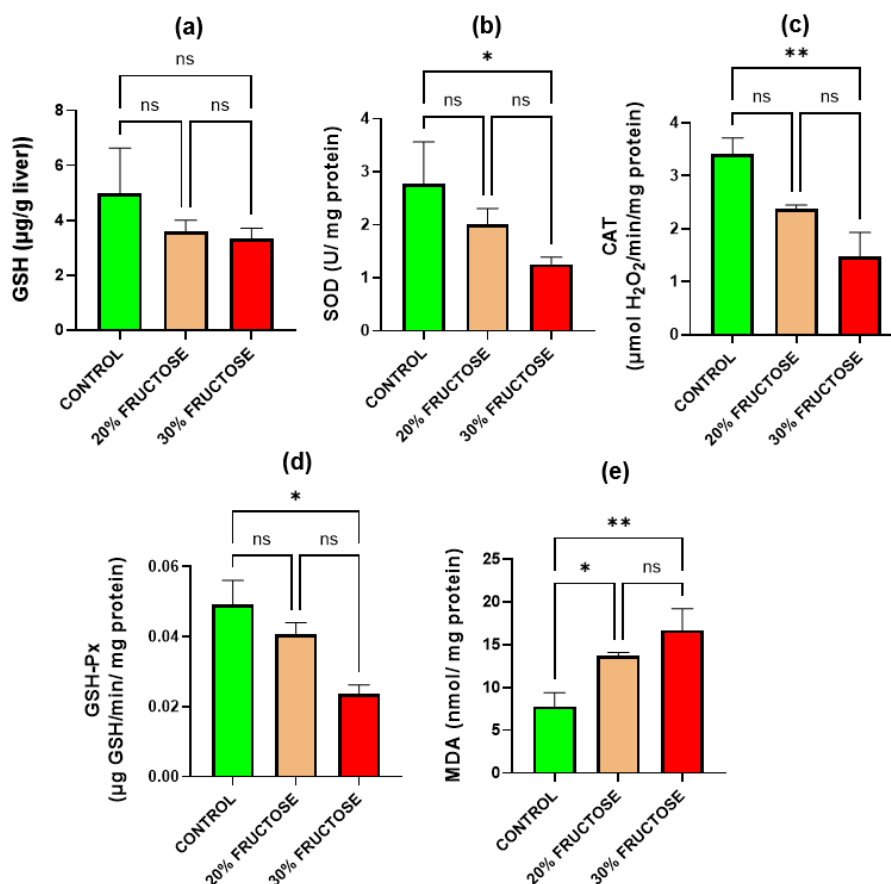 (a)
ns
ns
ns
GSH (µg/g liver))
8
6
4
2
0
CONTROL
20% FRUCTOSE
30% FRUCTOSE
(b)
*
ns
ns
SOD (U/ mg protein)
4
3
2
1
0
CONTROL
20% FRUCTOSE
30% FRUCTOSE
(c)
**
ns
ns
CAT
(µmol H₂O₂/min/mg protein)
4
3
2
1
0
CONTROL
20% FRUCTOSE
30% FRUCTOSE
(d)
*
ns
ns
GSH-Px
(µg GSH/min/ mg protein)
0.06
0.04
0.02
0.00
CONTROL
20% FRUCTOSE
30% FRUCTOSE
(e)
**
*
ns
MDA (nmol/ mg protein)
25
20
15
10
5
0
CONTROL
20% FRUCTOSE
30% FRUCTOSE